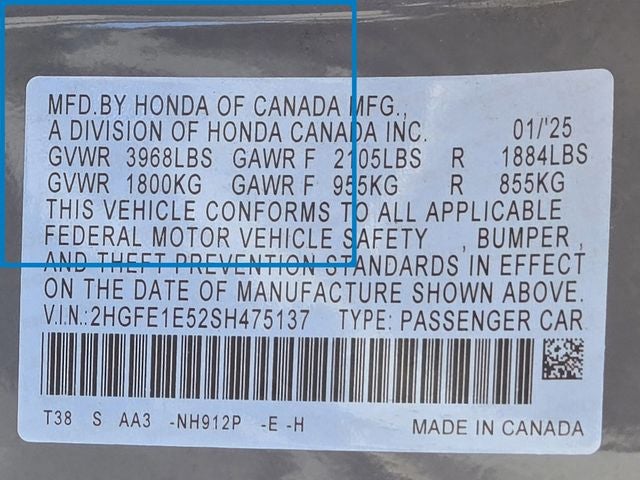 MFD.BY HONDA OF CANADA MFG.,
A DIVISION OF HONDA CANADA INC. 01/'25
GVWR 3968LBS GAWR F 2105LBS R 1884LBS
GVWR 1800KG GAWR F 955KG R 855KG
THIS VEHICLE CONFORMS TO ALL APPLICABLE
FEDERAL MOTOR VEHICLE SAFETY , BUMPER ,
AND THEFT PREVENTION STANDARDS IN EFFECT
ON THE DATE OF MANUFACTURE SHOWN ABOVE.
V.I.N.:2HGFE1E52SH475137 TYPE: PASSENGER CAR
T38 S AA3 -NH912P -E -H MADE IN CANADA